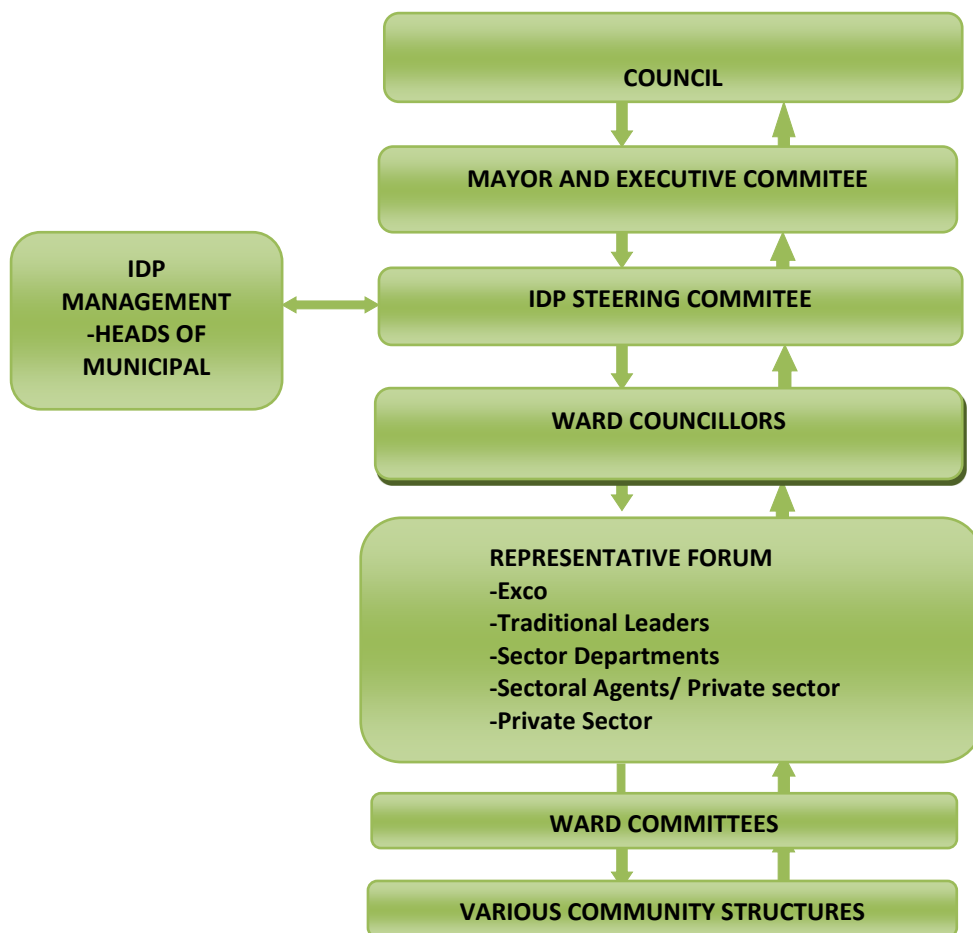 COUNCIL
MAYOR AND EXECUTIVE COMMITEE
IDP
MANAGEMENT
-HEADS OF
MUNICIPAL
IDP STEERING COMMITEE
WARD COUNCILLORS
REPRESENTATIVE FORUM
-Exco
-Traditional Leaders
-Sector Departments
-Sectoral Agents/ Private sector
-Private Sector
WARD COMMITTEES
VARIOUS COMMUNITY STRUCTURES